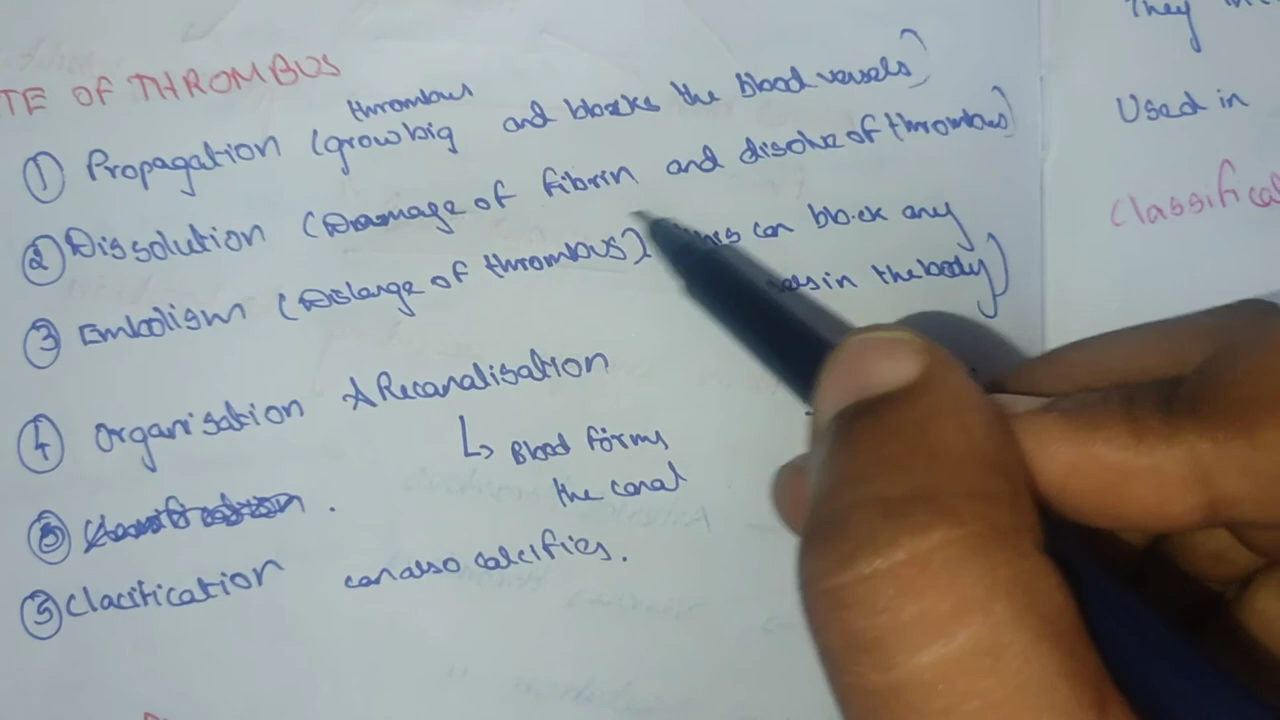 TE OF THROMBUS
thrombus
① Propagation (grow big and blocks the blood vessels)
② Dissolution (Damage of fibrin and disolve of thrombus)
③ Embolism (Dislarge of thrombus) can block any
in the body)
④ Organisation & Recanalisation
↳ Blood forms
the canal
⑤ Clacification can also calcifies.
They
Used in
Classifica